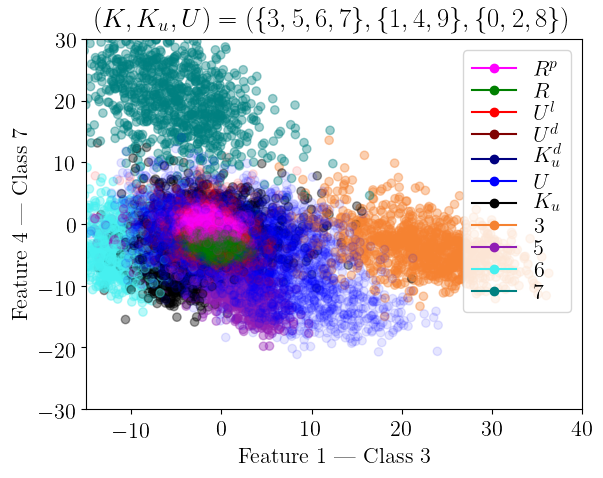 (K, K_u, U) = ({3, 5, 6, 7}, {1, 4, 9}, {0, 2, 8})
30
20
10
0
−10
−20
−30
Feature 4 — Class 7
R^p
R
U^l
U^d
K_u^d
U
K_u
3
5
6
7
−10
0
10
20
30
40
Feature 1 — Class 3